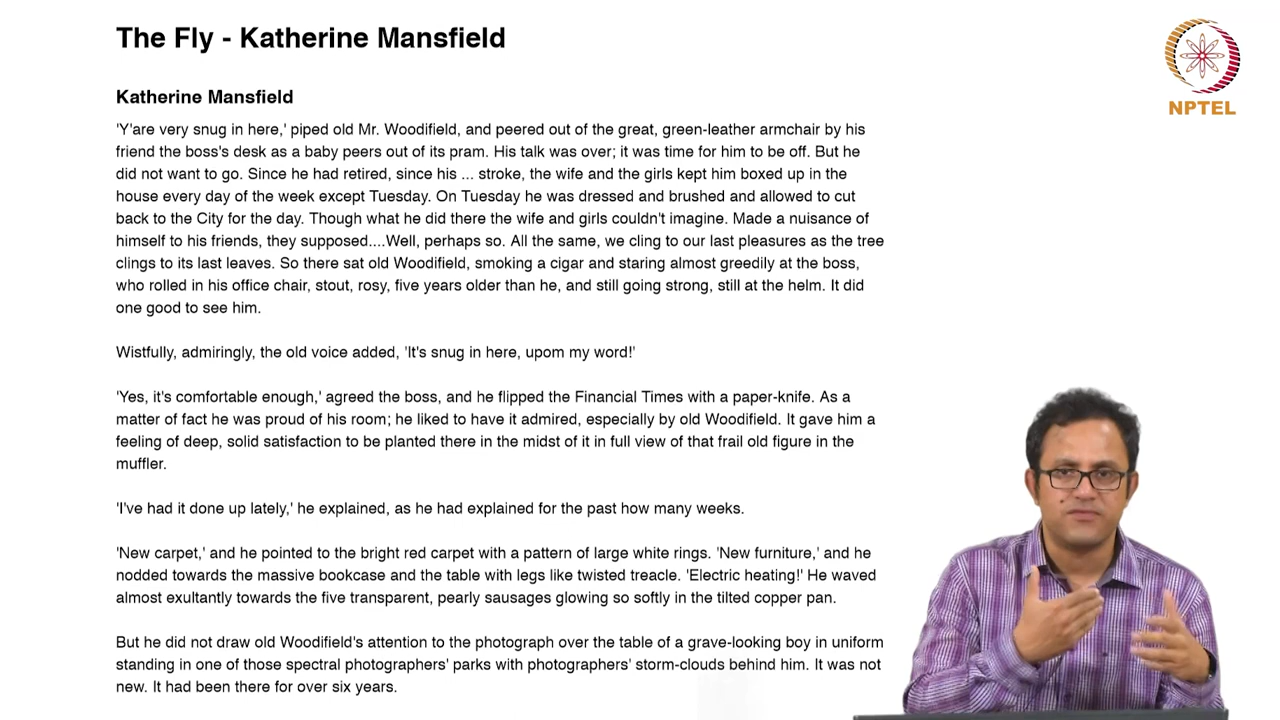 The Fly - Katherine Mansfield
NPTEL
Katherine Mansfield
'Y'are very snug in here,' piped old Mr. Woodifield, and peered out of the great, green-leather armchair by his
friend the boss's desk as a baby peers out of its pram. His talk was over; it was time for him to be off. But he
did not want to go. Since he had retired, since his ... stroke, the wife and the girls kept him boxed up in the
house every day of the week except Tuesday. On Tuesday he was dressed and brushed and allowed to cut
back to the City for the day. Though what he did there the wife and girls couldn't imagine. Made a nuisance of
himself to his friends, they supposed....Well, perhaps so. All the same, we cling to our last pleasures as the tree
clings to its last leaves. So there sat old Woodifield, smoking a cigar and staring almost greedily at the boss,
who rolled in his office chair, stout, rosy, five years older than he, and still going strong, still at the helm. It did
one good to see him.
Wistfully, admiringly, the old voice added, 'It's snug in here, upom my word!'
'Yes, it's comfortable enough,' agreed the boss, and he flipped the Financial Times with a paper-knife. As a
matter of fact he was proud of his room; he liked to have it admired, especially by old Woodifield. It gave him a
feeling of deep, solid satisfaction to be planted there in the midst of it in full view of that frail old figure in the
muffler.
'I've had it done up lately,' he explained, as he had explained for the past how many weeks.
'New carpet,' and he pointed to the bright red carpet with a pattern of large white rings. 'New furniture,' and he
nodded towards the massive bookcase and the table with legs like twisted treacle. 'Electric heating!' He waved
almost exultantly towards the five transparent, pearly sausages glowing so softly in the tilted copper pan.
But he did not draw old Woodifield's attention to the photograph over the table of a grave-looking boy in uniform
standing in one of those spectral photographers' parks with photographers' storm-clouds behind him. It was not
new. It had been there for over six years.